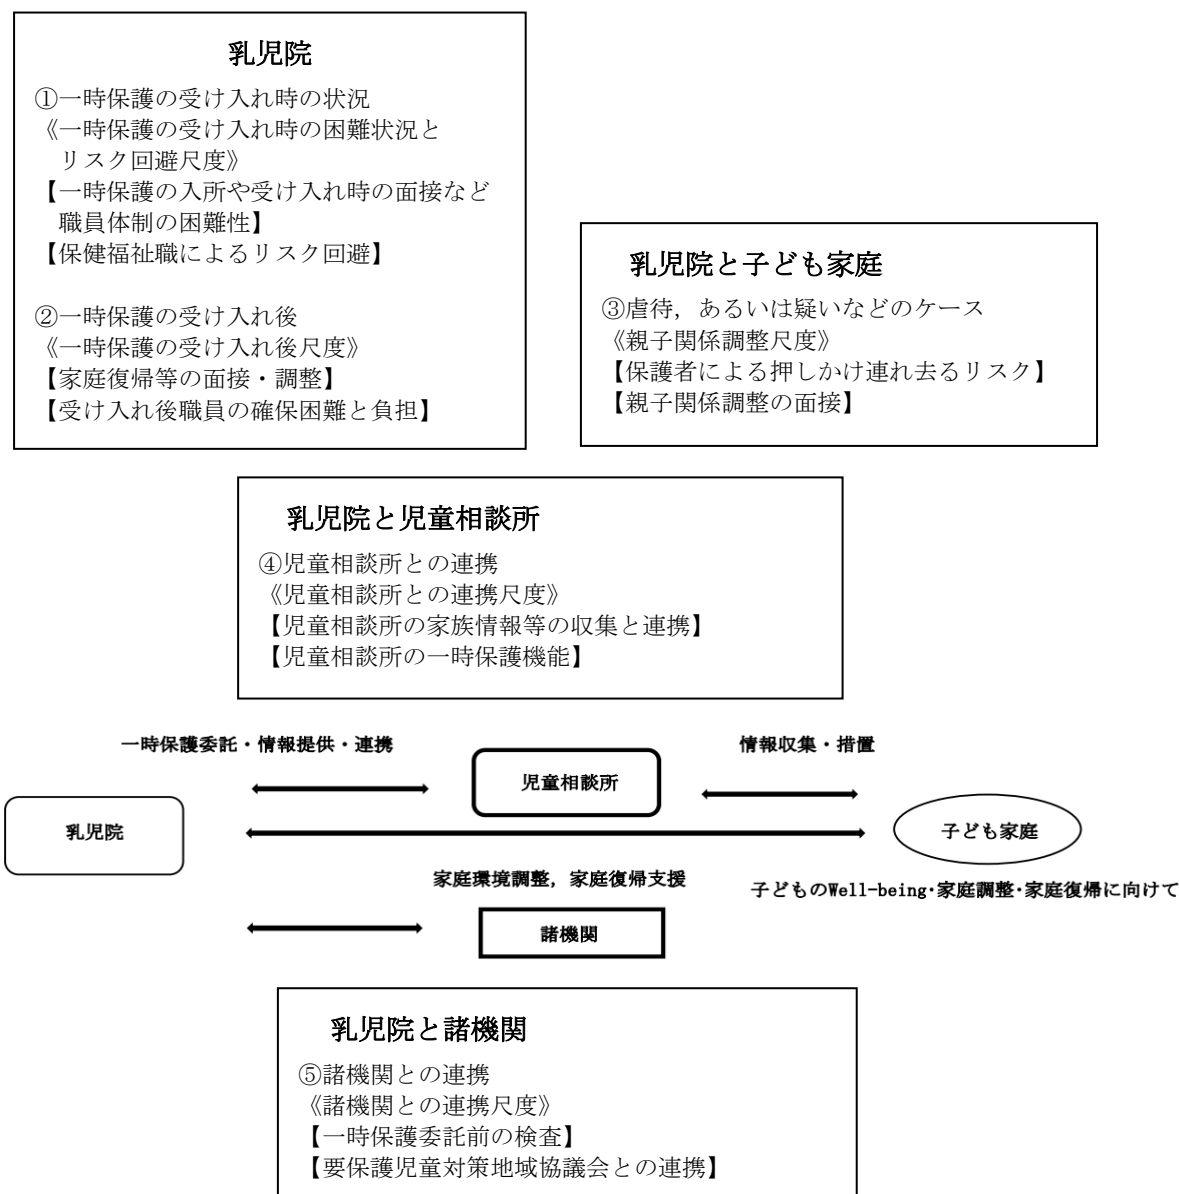 乳児院
①一時保護の受け入れ時の状況
《一時保護の受け入れ時の困難状況と
リスク回避尺度》
【一時保護の入所や受け入れ時の面接など
職員体制の困難性】
【保健福祉職によるリスク回避】
②一時保護の受け入れ後
《一時保護の受け入れ後尺度》
【家庭復帰等の面接・調整】
【受け入れ後職員の確保困難と負担】
乳児院と子ども家庭
③虐待，あるいは疑いなどのケース
《親子関係調整尺度》
【保護者による押しかけ連れ去るリスク】
【親子関係調整の面接】
乳児院と児童相談所
④児童相談所との連携
《児童相談所との連携尺度》
【児童相談所の家族情報等の収集と連携】
【児童相談所の一時保護機能】
一時保護委託・情報提供・連携
情報収集・措置
児童相談所
乳児院
子ども家庭
家庭環境調整，家庭復帰支援
子どものWell-being・家庭調整・家庭復帰に向けて
諸機関
乳児院と諸機関
⑤諸機関との連携
《諸機関との連携尺度》
【一時保護委託前の検査】
【要保護児童対策地域協議会との連携】